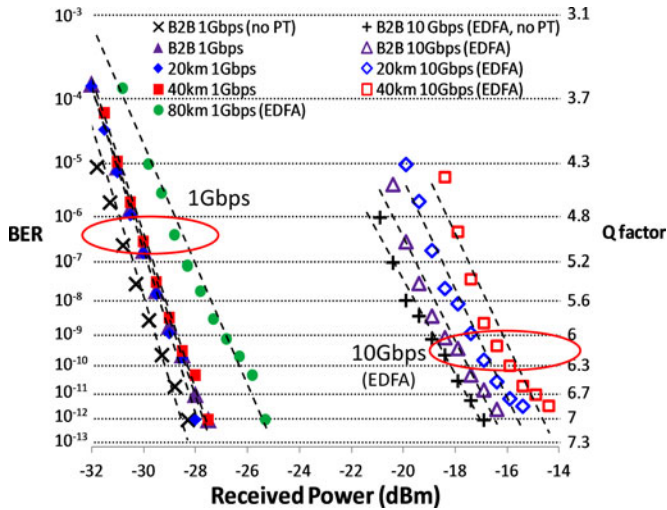 × B2B 1Gbps (no PT) + B2B 10 Gbps (EDFA, no PT)
B2B 1Gbps B2B 10Gbps (EDFA)
20km 1Gbps 20km 10Gbps (EDFA)
40km 1Gbps 40km 10Gbps (EDFA)
80km 1Gbps (EDFA)
10-3 3.1
10-4 3.7
10-5 4.3
10-6 4.8
10-7 5.2
10-8 5.6
10-9 6
10-10 6.3
10-11 6.7
10-12 7
10-13 7.3
BER
Q factor
1Gbps
10Gbps
(EDFA)
-32 -30 -28 -26 -24 -22 -20 -18 -16 -14
Received Power (dBm)